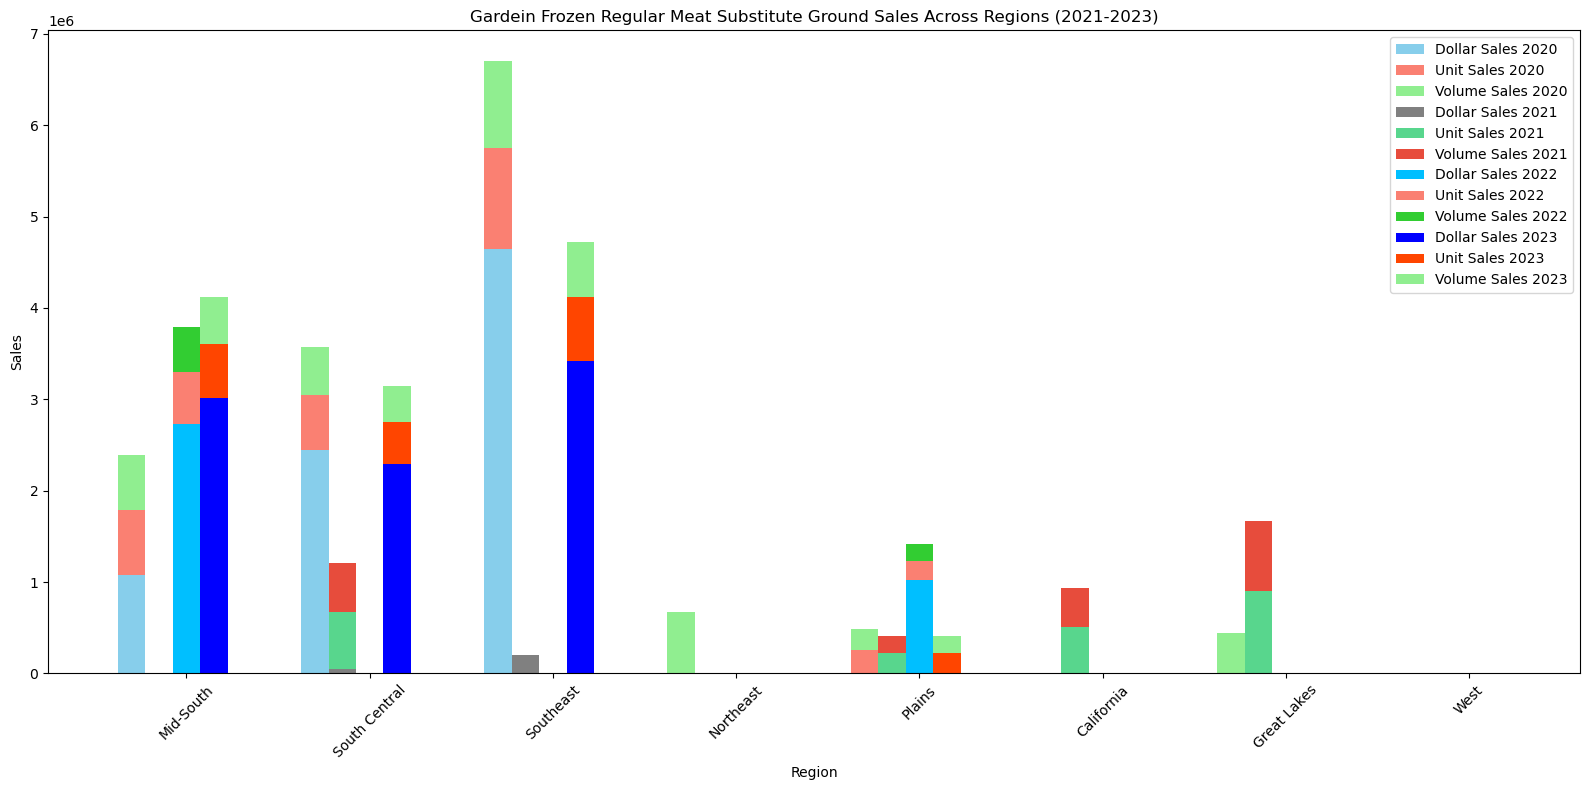 Gardein Frozen Regular Meat Substitute Ground Sales Across Regions (2021-2023)
1e6
7
6
5
4
3
2
1
0
Sales
Dollar Sales 2020
Unit Sales 2020
Volume Sales 2020
Dollar Sales 2021
Unit Sales 2021
Volume Sales 2021
Dollar Sales 2022
Unit Sales 2022
Volume Sales 2022
Dollar Sales 2023
Unit Sales 2023
Volume Sales 2023
Mid-South
South Central
Southeast
Northeast
Plains
California
Great Lakes
West
Region